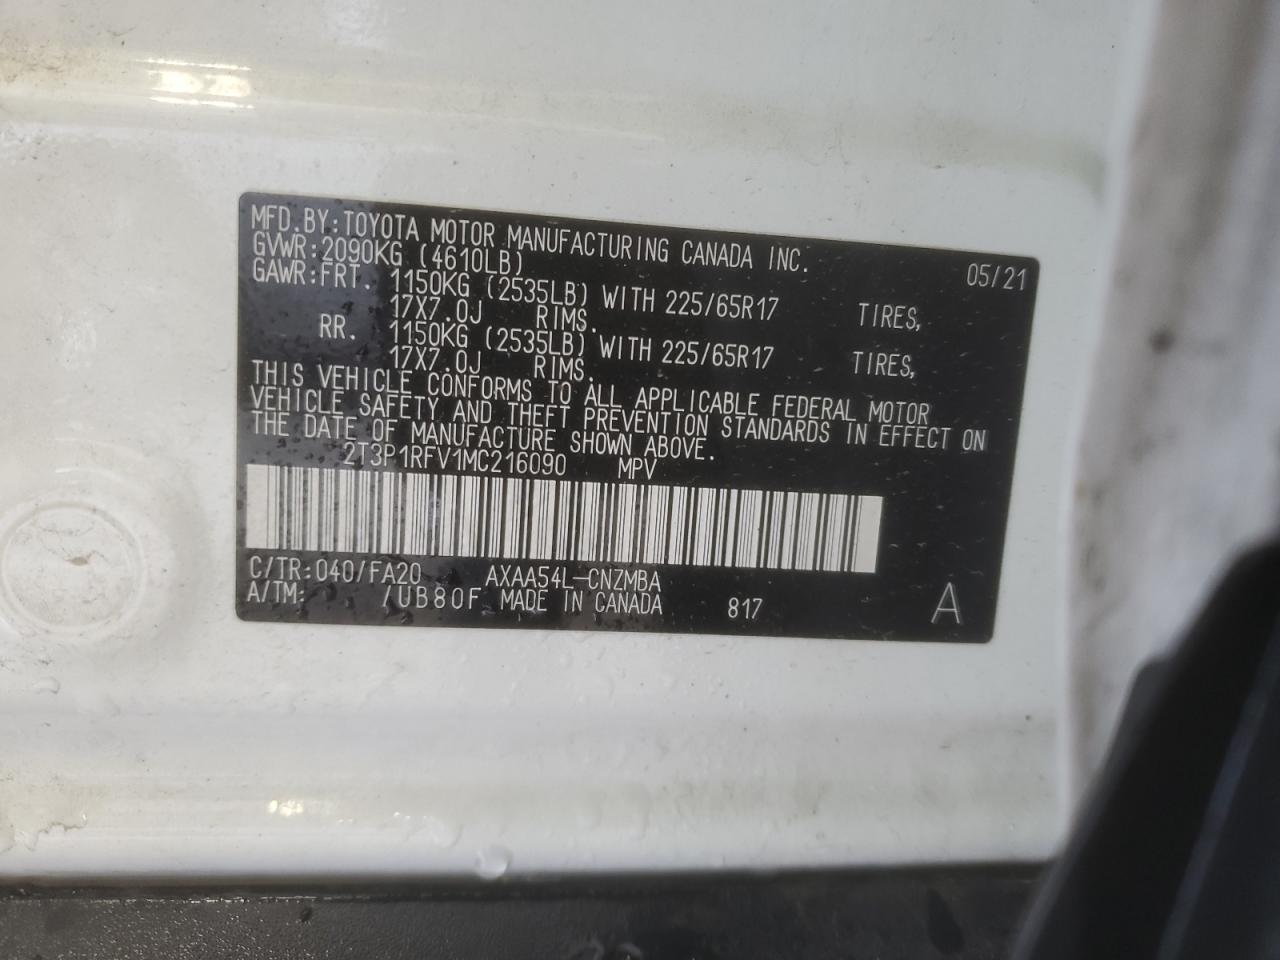 MFD.BY:TOYOTA MOTOR MANUFACTURING CANADA INC.
GVWR:2090KG (4610LB) 05/21
GAWR:FRT. 1150KG (2535LB) WITH 225/65R17 TIRES,
17X7.0J RIMS.
RR. 1150KG (2535LB) WITH 225/65R17 TIRES,
17X7.0J RIMS.
THIS VEHICLE CONFORMS TO ALL APPLICABLE FEDERAL MOTOR
VEHICLE SAFETY AND THEFT PREVENTION STANDARDS IN EFFECT ON
THE DATE OF MANUFACTURE SHOWN ABOVE.
2T3P1RFV1MC216090 MPV
C/TR:040/FA20 AXAA54L-CNZMBA
A/TM: /UB80F MADE IN CANADA 817 A